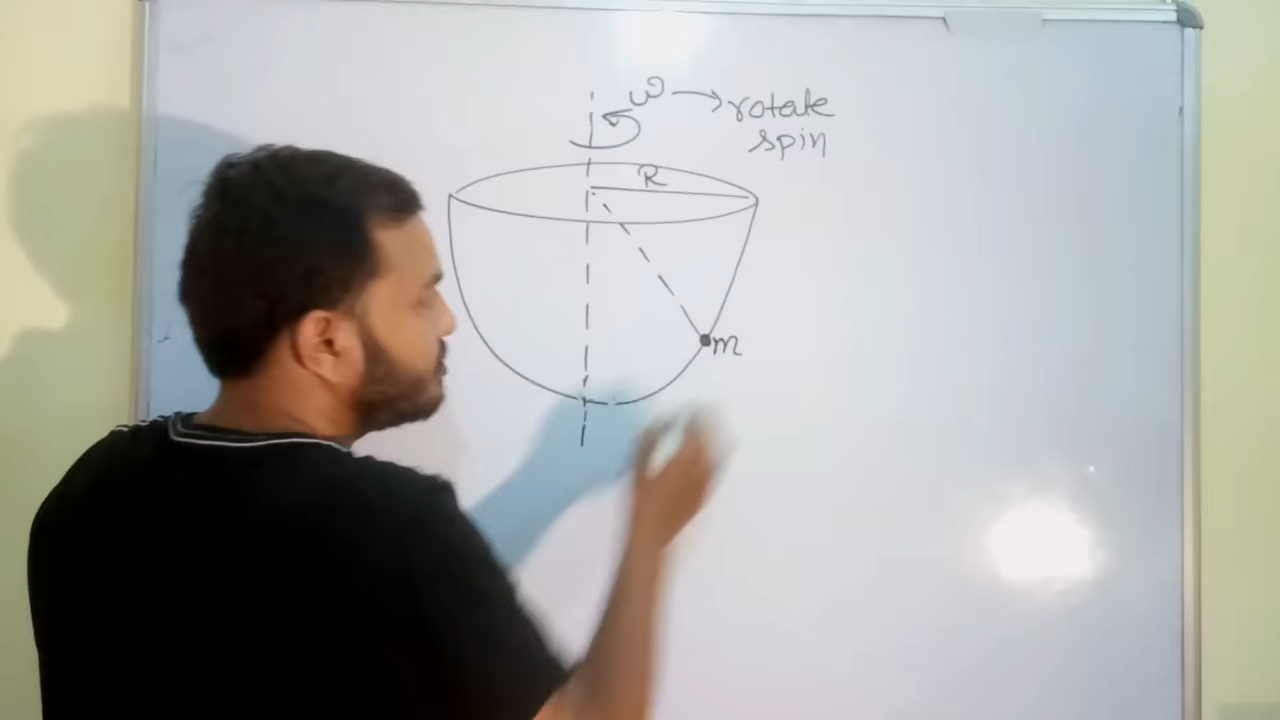 ω → rotate
spin
R
m